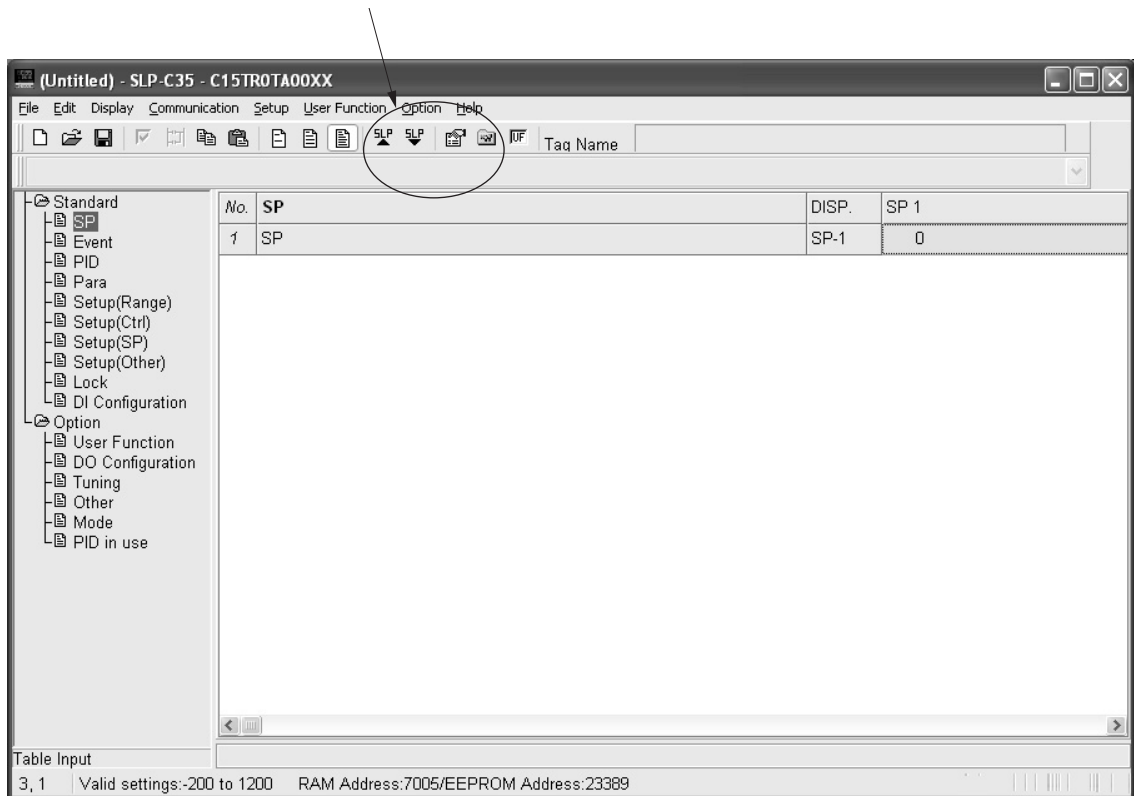 (Untitled) - SLP-C35 - C15TR0TA00XX
File Edit Display Communication Setup User Function Option Help
SLP SLP UF Tag Name
Standard
SP
Event
PID
Para
Setup(Range)
Setup(Ctrl)
Setup(SP)
Setup(Other)
Lock
DI Configuration
Option
User Function
DO Configuration
Tuning
Other
Mode
PID in use
No. SP DISP. SP 1
1 SP SP-1 0
Table Input
3, 1 Valid settings:-200 to 1200 RAM Address:7005/EEPROM Address:23389